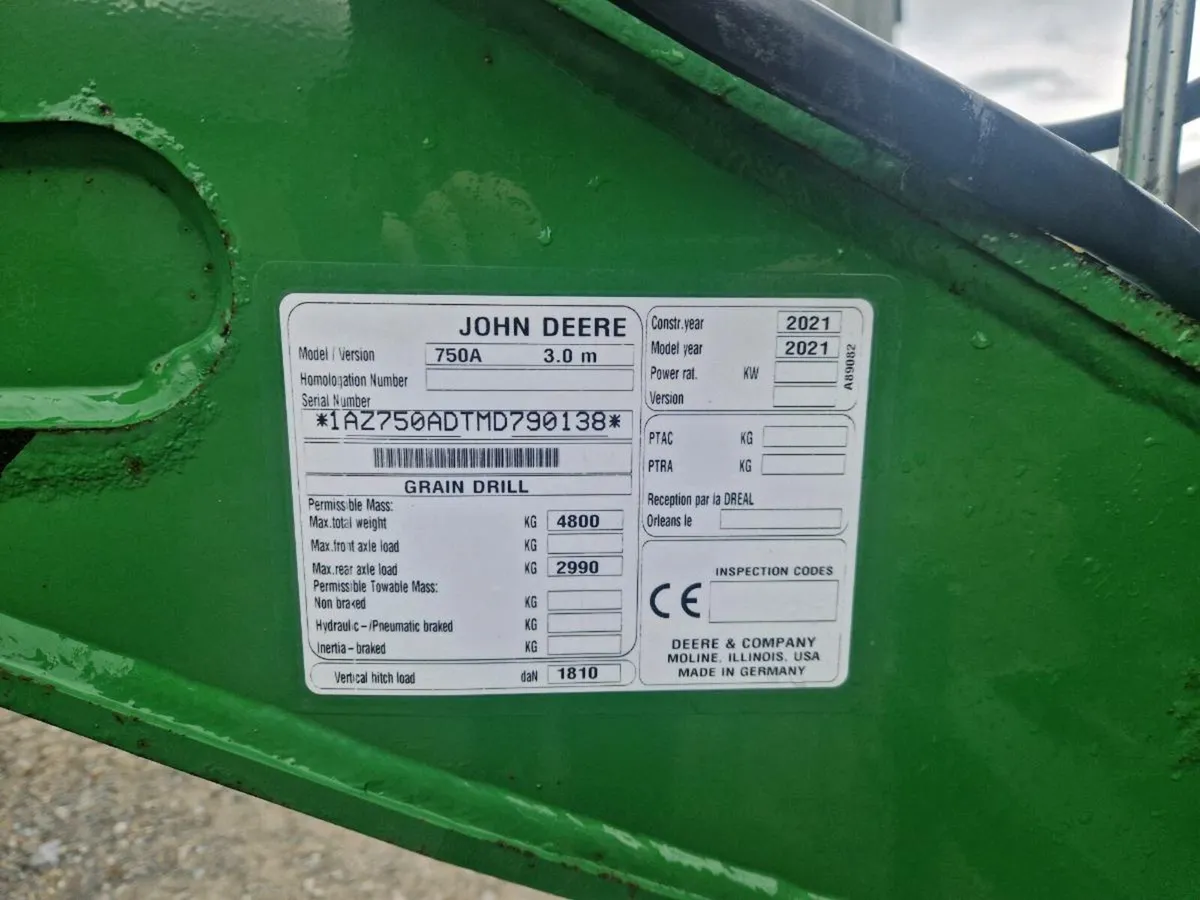 JOHN DEERE
Model / Version 750A 3.0 m
Homologation Number
Serial Number
*1AZ750ADTMD790138*
GRAIN DRILL
Permissible Mass:
Max.total weight KG 4800
Max.front axle load KG
Max.rear axle load KG 2990
Permissible Towable Mass:
Non braked KG
Hydraulic-/Pneumatic braked KG
Inertia-braked KG
Vertical hitch load daN 1810
Constr.year 2021
Model year 2021
Power rat. KW
Version
A89082
PTAC KG
PTRA KG
Reception par la DREAL
Orleans le
INSPECTION CODES
CE
DEERE & COMPANY
MOLINE, ILLINOIS, USA
MADE IN GERMANY